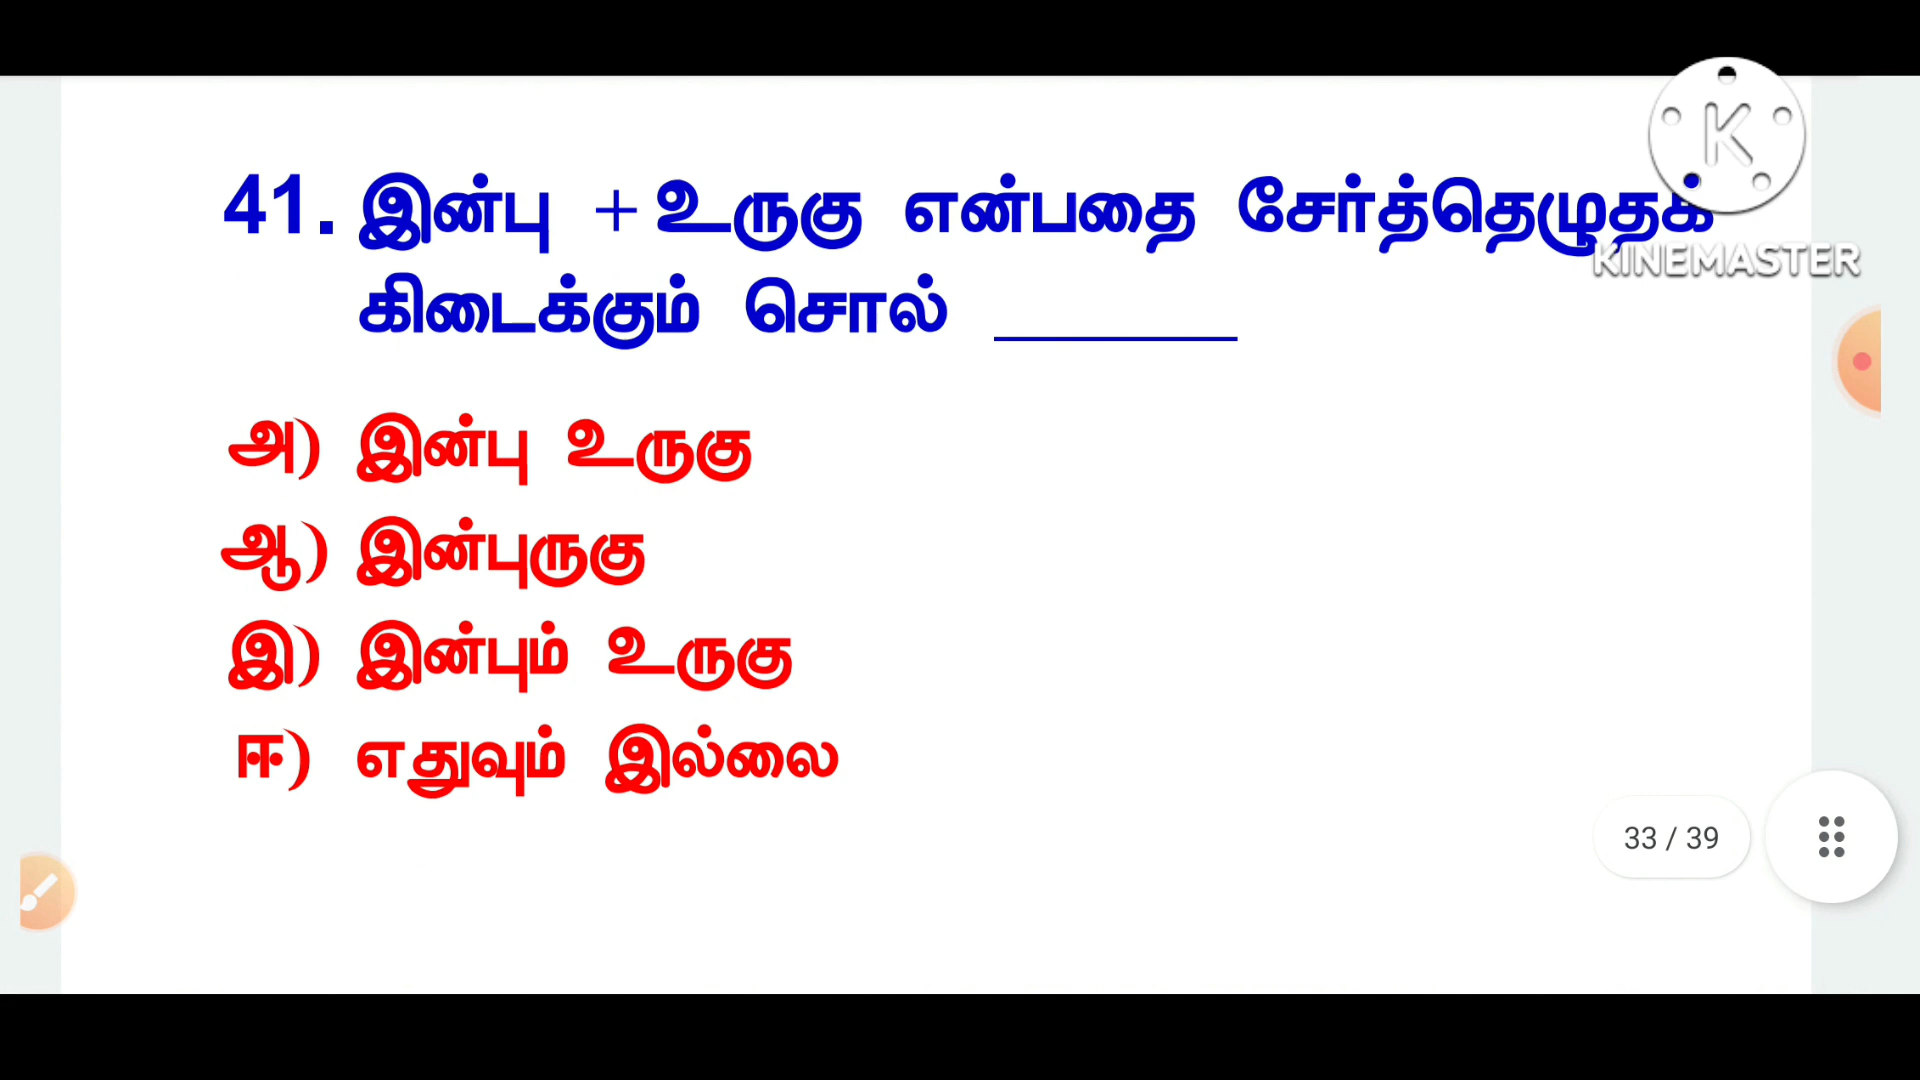 41. இன்பு + உருகு என்பதை சேர்த்தெழுதக்
கிடைக்கும் சொல் ______
அ) இன்பு உருகு
ஆ) இன்புருகு
இ) இன்பும் உருகு
ஈ) எதுவும் இல்லை
K
KINEMASTER
33 / 39